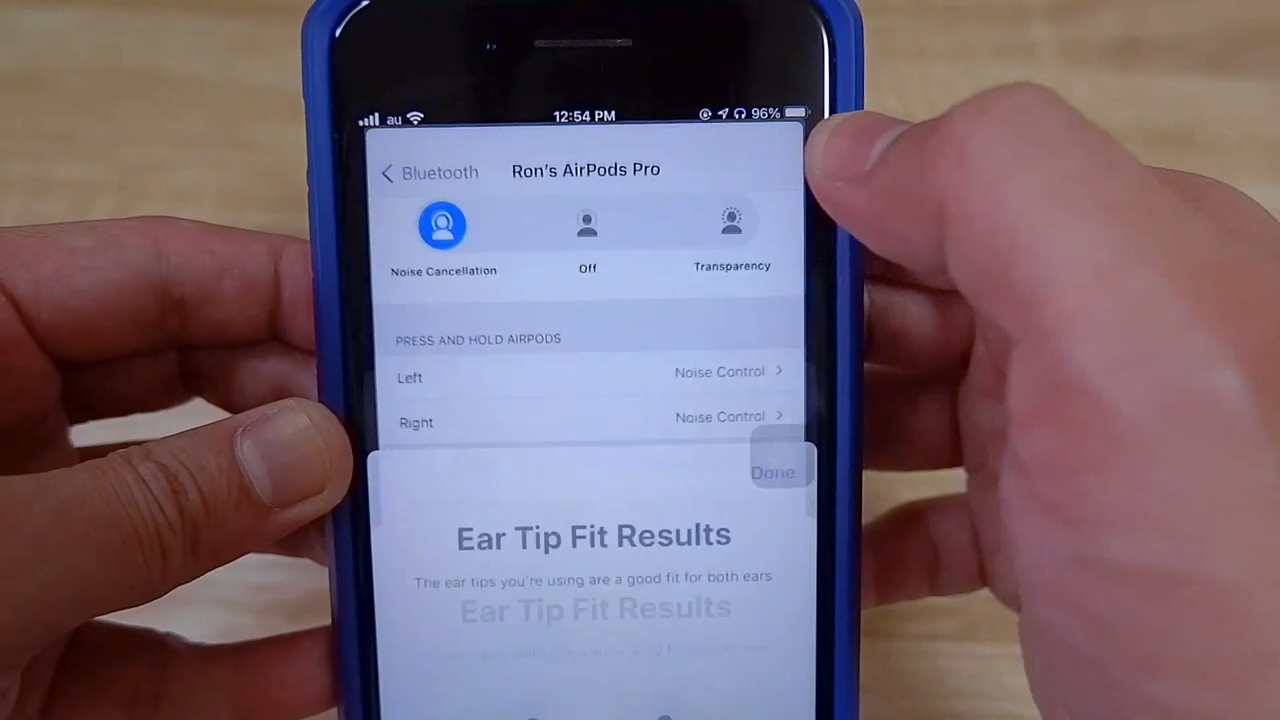 au 12:54 PM 96%
Bluetooth Ron's AirPods Pro
Noise Cancellation Off Transparency
PRESS AND HOLD AIRPODS
Left Noise Control
Right Noise Control
Done
Ear Tip Fit Results
The ear tips you're using are a good fit for both ears
Ear Tip Fit Results